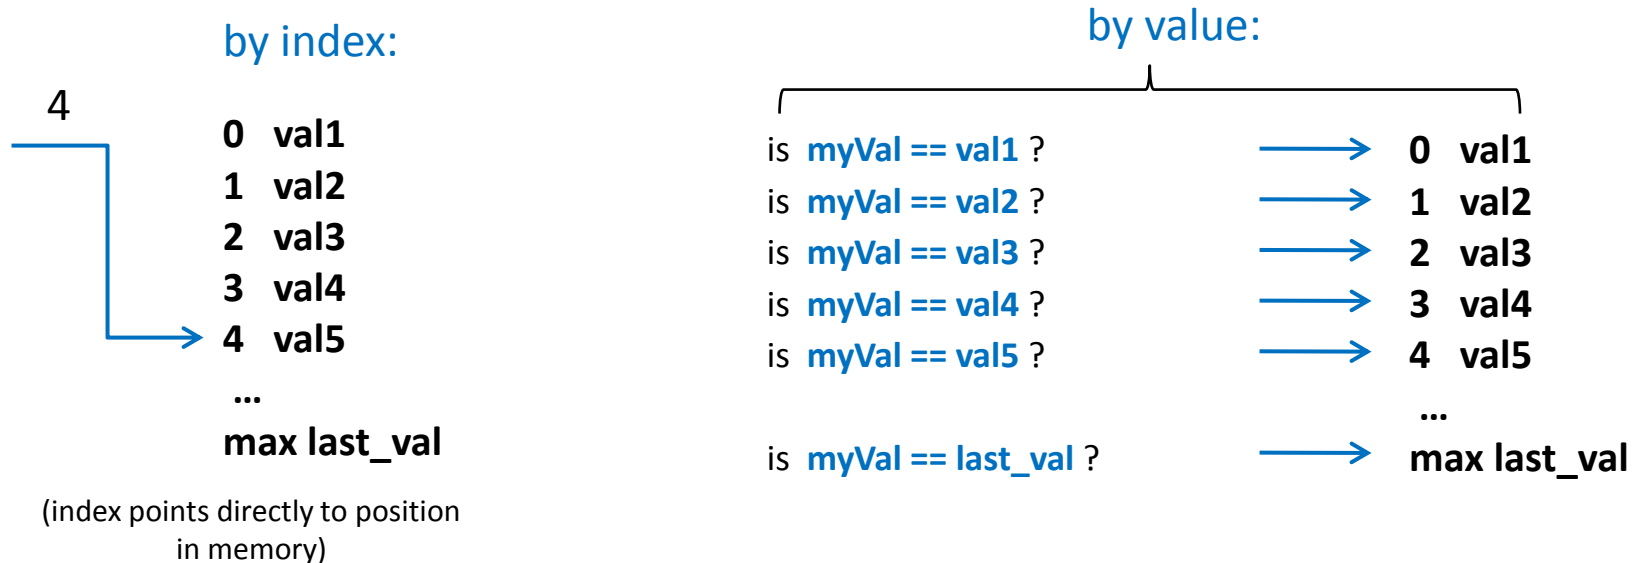 by index:
4
0 val1
1 val2
2 val3
3 val4
4 val5
...
max last_val
(index points directly to position
in memory)
by value:
is myVal == val1 ? 0 val1
is myVal == val2 ? 1 val2
is myVal == val3 ? 2 val3
is myVal == val4 ? 3 val4
is myVal == val5 ? 4 val5
...
is myVal == last_val ? max last_val